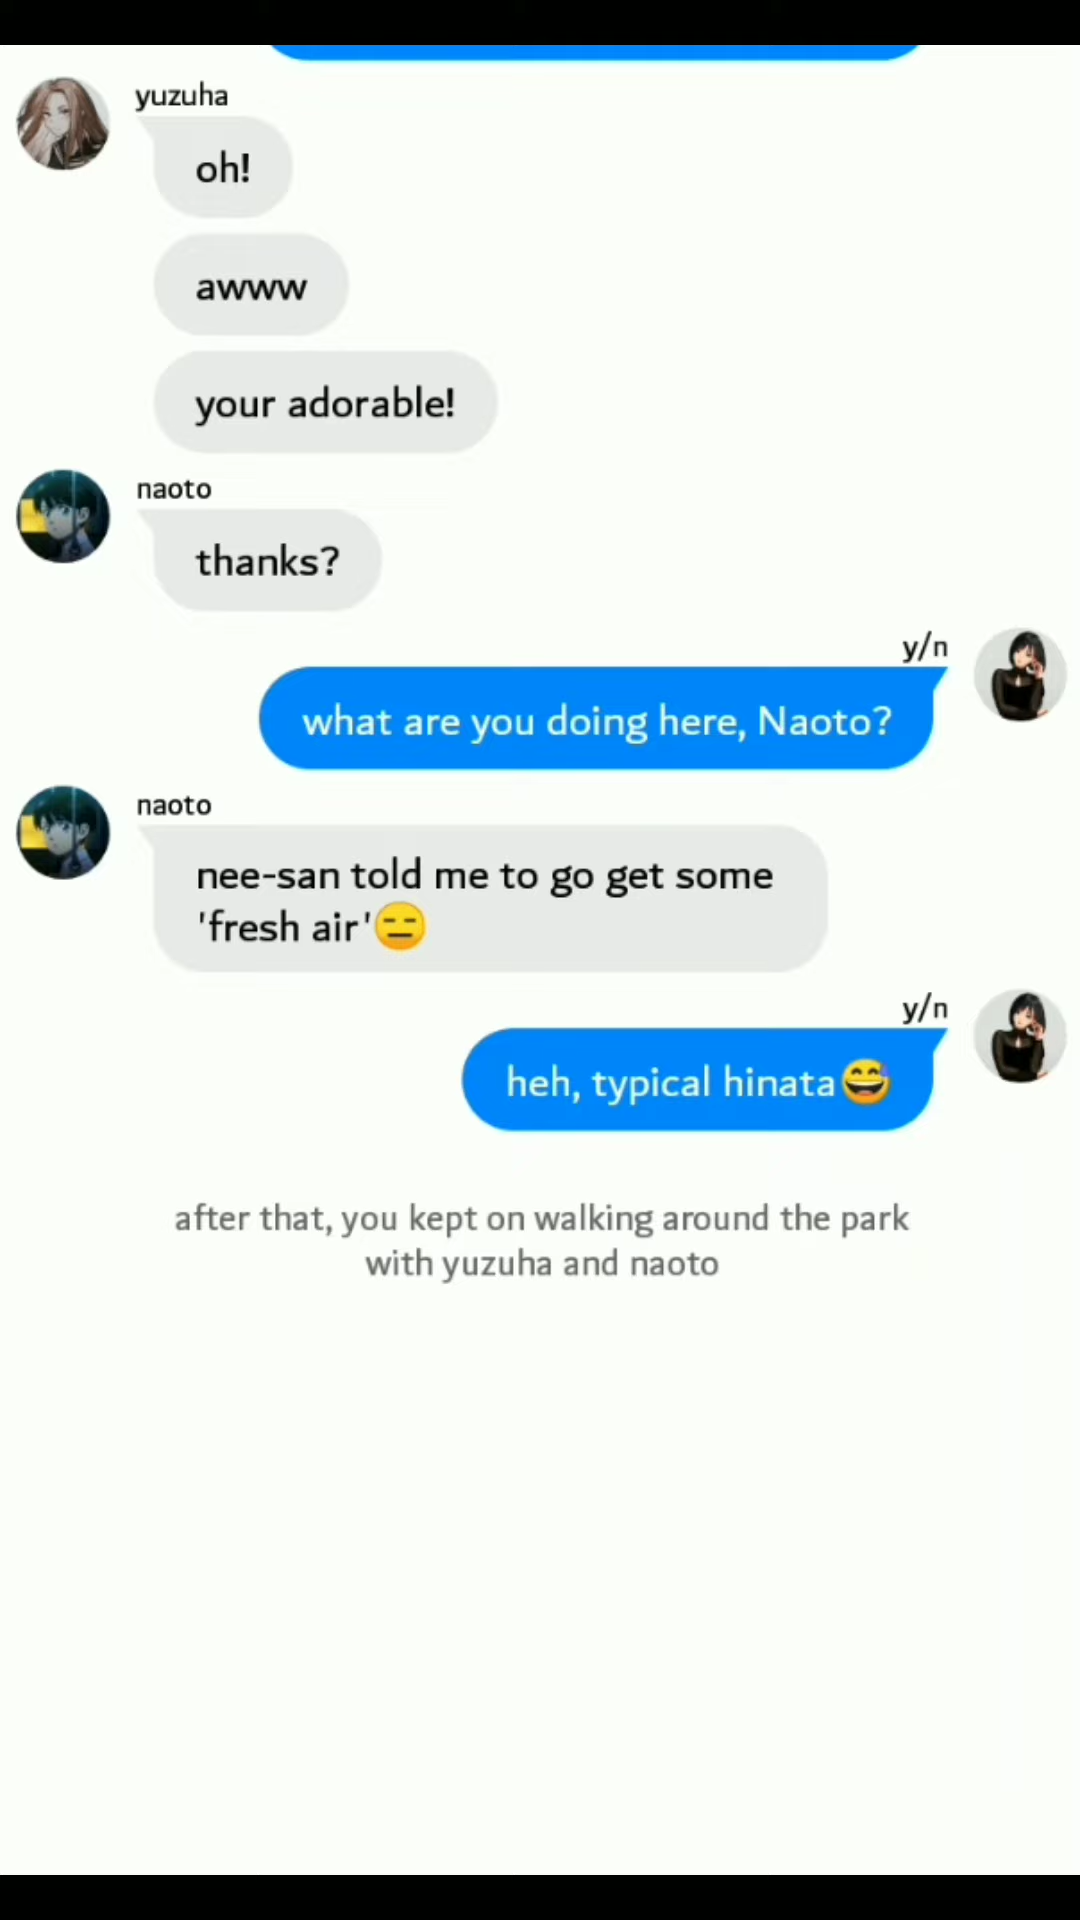 yuzuha
oh!
awww
your adorable!
naoto
thanks?
y/n
what are you doing here, Naoto?
naoto
nee-san told me to go get some
'fresh air'😑
y/n
heh, typical hinata😅
after that, you kept on walking around the park
with yuzuha and naoto